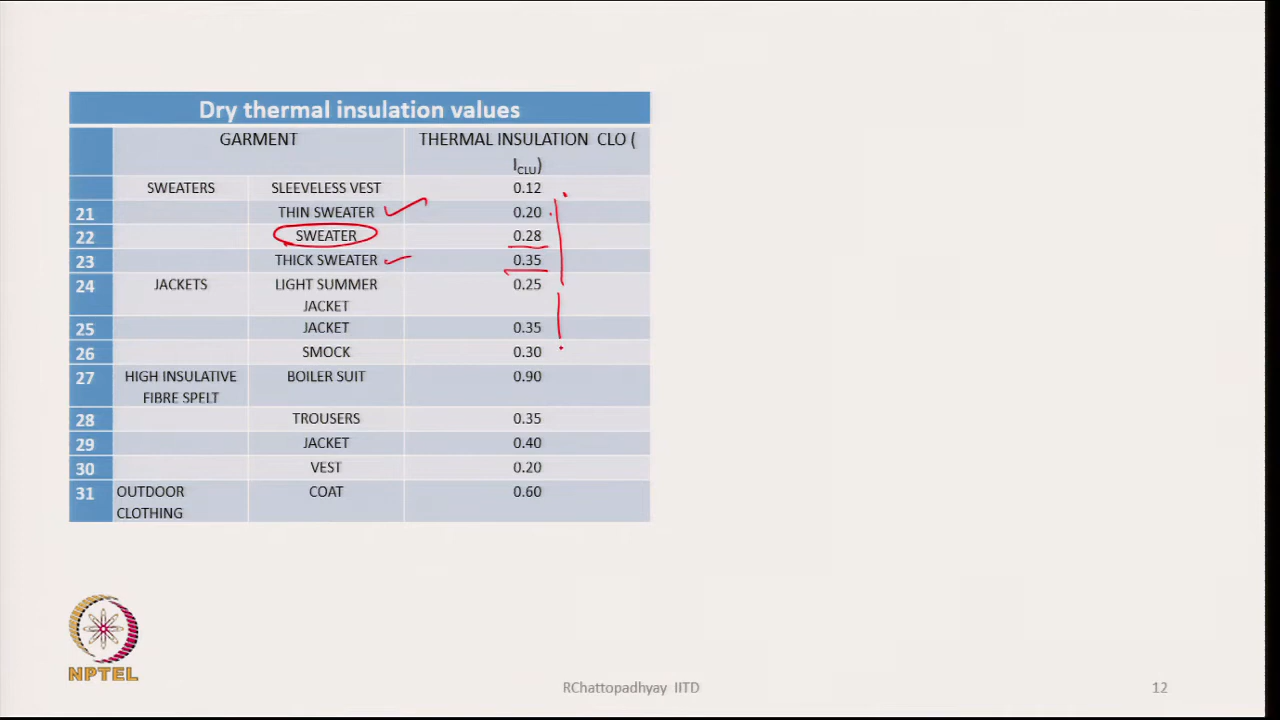 Dry thermal insulation values
GARMENT THERMAL INSULATION CLO (
ICLU)
SWEATERS SLEEVELESS VEST 0.12
21 THIN SWEATER 0.20
22 SWEATER 0.28
23 THICK SWEATER 0.35
24 JACKETS LIGHT SUMMER 0.25
JACKET
25 JACKET 0.35
26 SMOCK 0.30
27 HIGH INSULATIVE BOILER SUIT 0.90
FIBRE SPELT
28 TROUSERS 0.35
29 JACKET 0.40
30 VEST 0.20
31 OUTDOOR COAT 0.60
CLOTHING
NPTEL
RChattopadhyay IITD 12